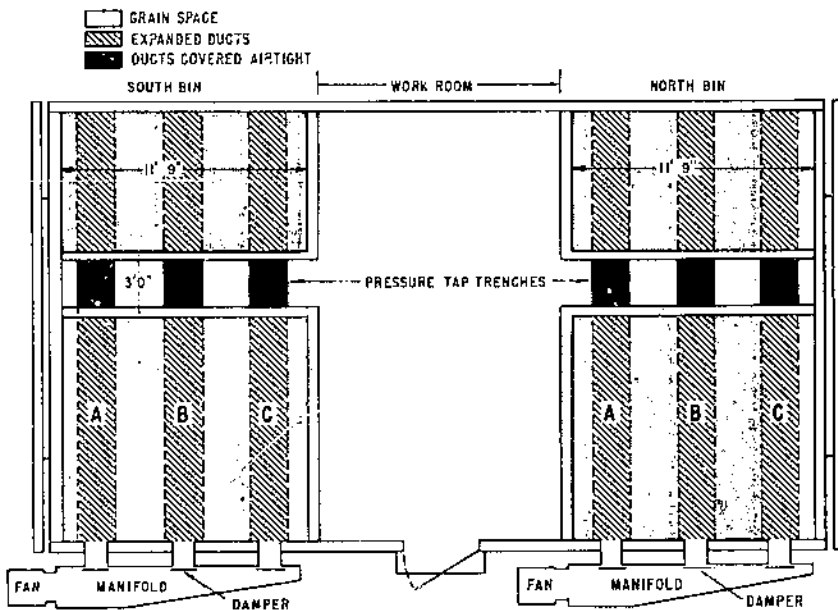 GRAIN SPACE
EXPANDED DUCTS
DUCTS COVERED AIRTIGHT
SOUTH BIN
WORK ROOM
NORTH BIN
11' 9"
11' 9"
3'0"
PRESSURE TAP TRENCHES
A B C
A B C
FAN MANIFOLD
DAMPER
FAN MANIFOLD
DAMPER